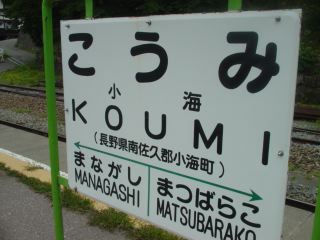 こうみ
小海
KOUMI
(長野県南佐久郡小海町)
まながし まつばらこ
MANAGASHI MATSUBARAKO